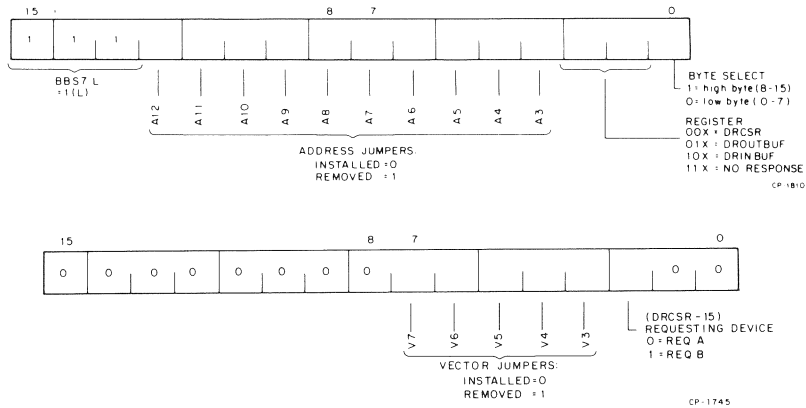 15 8 7 0
1 1 1
BBS7 L
=1(L)
A12 A11 A10 A9 A8 A7 A6 A5 A4 A3
ADDRESS JUMPERS:
INSTALLED=0
REMOVED =1
BYTE SELECT
1= high byte (8-15)
0= low byte (0-7)
REGISTER
00X = DRCSR
01X = DROUTBUF
10X = DRINBUF
11X = NO RESPONSE
CP-1810
15 8 7 0
0 0 0 0 0 0 0 0 0 0
V7 V6 V5 V4 V3
VECTOR JUMPERS:
INSTALLED=0
REMOVED =1
(DRCSR-15)
REQUESTING DEVICE
0=REQ A
1=REQ B
CP-1745